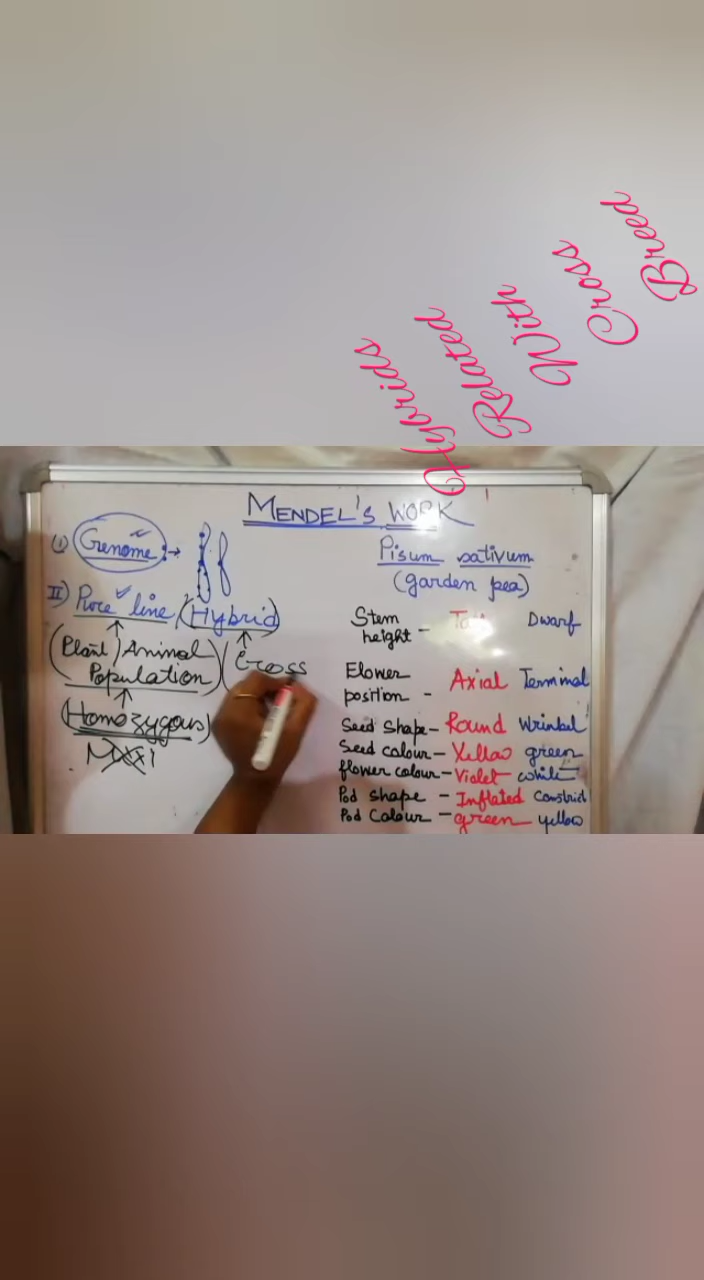 Hybrids
Related
With
Cross
Breed
MENDEL'S WORK
I) Genome →
II) Pure line, (Hybrid)
(Plant / Animal
Population)
(Cross
(Homozygous)
Pisum sativum
(garden pea)
Stem
height - Tall Dwarf
Flower
position - Axial Terminal
Seed shape - Round Wrinkel
Seed colour - Yellow green
flower colour - Violet white
Pod shape - Inflated Constrid
Pod Colour - green yellow